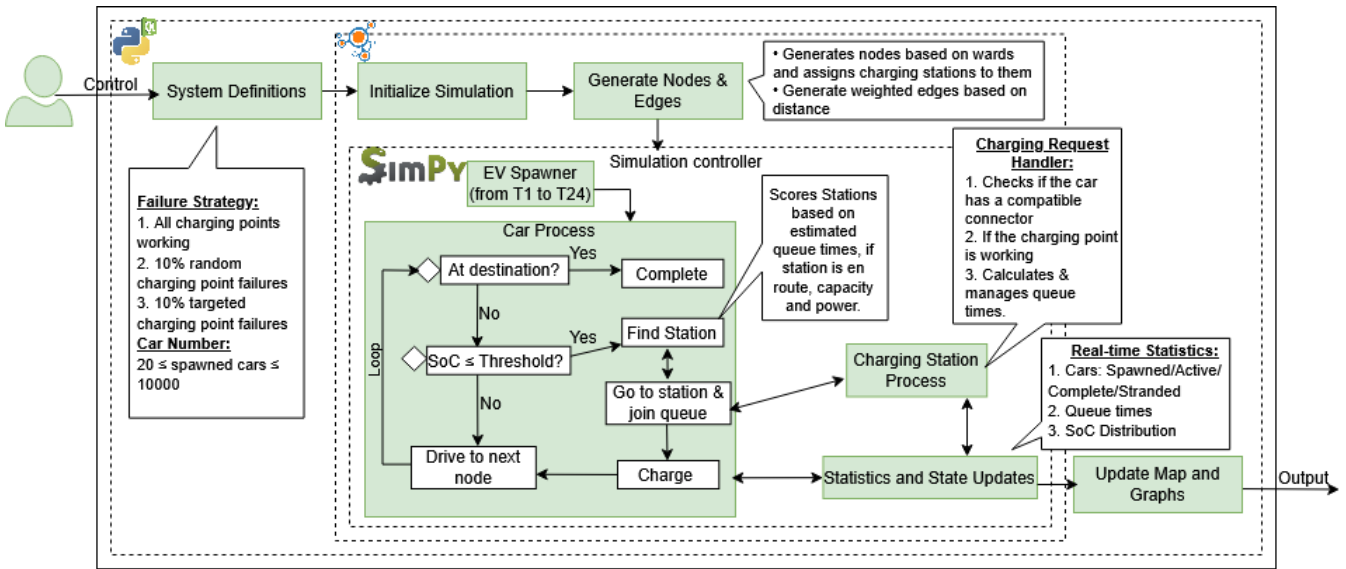 Control
System Definitions
Initialize Simulation
Generate Nodes &
Edges
• Generates nodes based on wards
and assigns charging stations to them
• Generate weighted edges based on
distance
Failure Strategy:
1. All charging points
working
2. 10% random
charging point failures
3. 10% targeted
charging point failures
Car Number:
20 ≤ spawned cars ≤
10000
SimPy
Simulation controller
EV Spawner
(from T1 to T24)
Car Process
At destination?
Yes
Complete
No
SoC ≤ Threshold?
Yes
Find Station
No
Go to station &
join queue
Loop
Drive to next
node
Charge
Scores Stations
based on
estimated
queue times, if
station is en
route, capacity
and power.
Charging Request
Handler:
1. Checks if the car
has a compatible
connector
2. If the charging point
is working
3. Calculates &
manages queue
times.
Charging Station
Process
Real-time Statistics:
1. Cars: Spawned/Active/
Complete/Stranded
2. Queue times
3. SoC Distribution
Statistics and State Updates
Update Map and
Graphs
Output